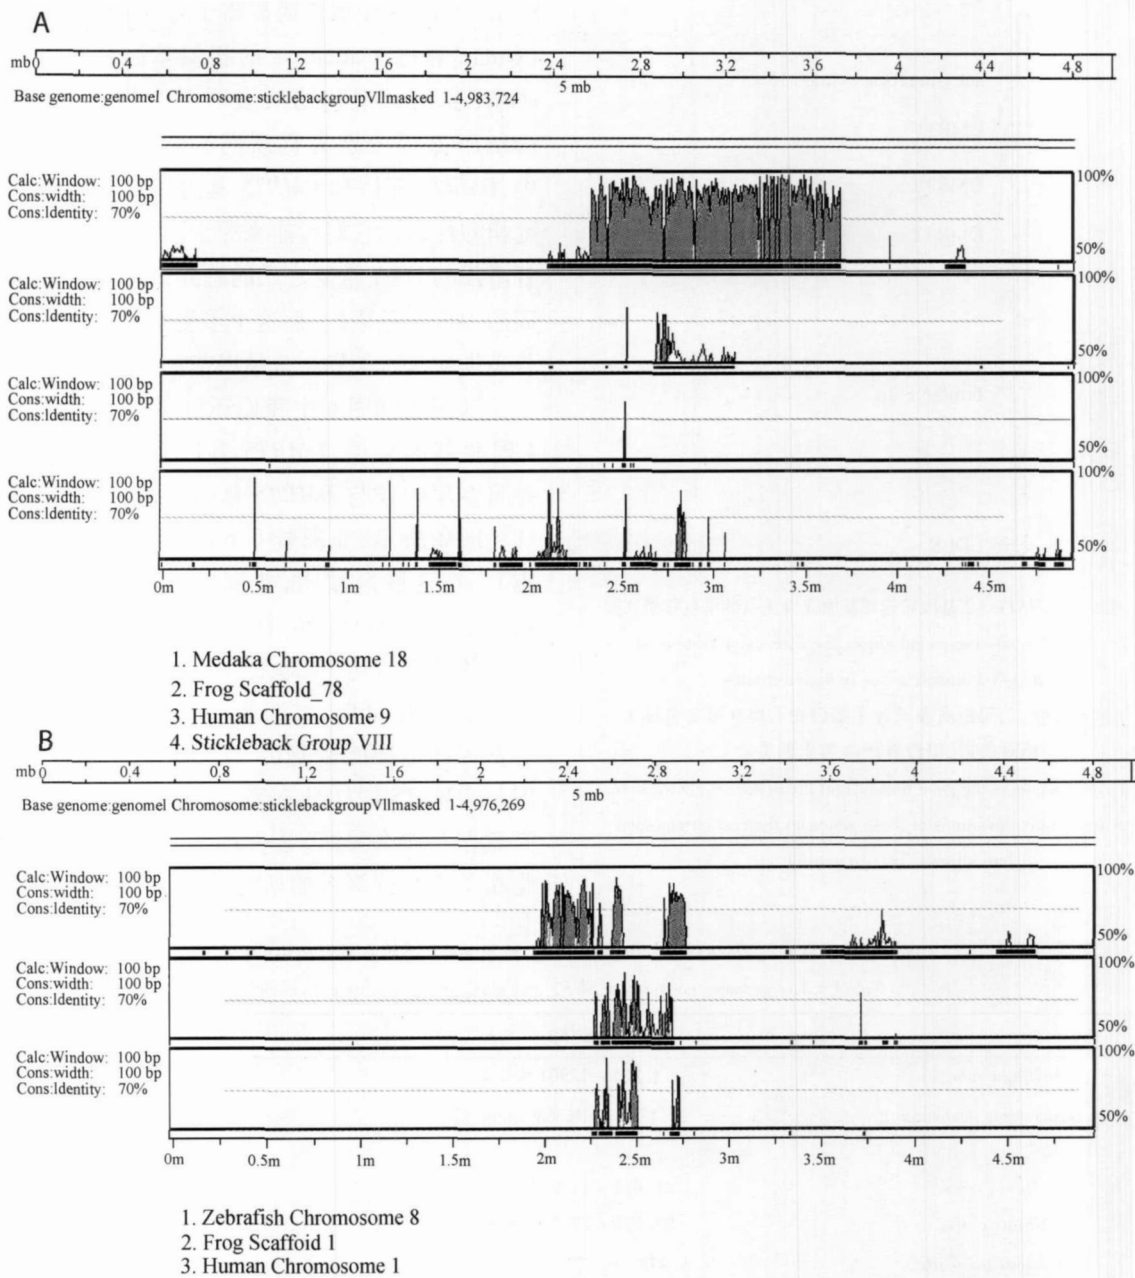 A
mb 0 0.4 0.8 1.2 1.6 2 2.4 2.8 3.2 3.6 4 4.4 4.8
5 mb
Base genome:genomel Chromosome:sticklebackgroupVllmasked 1-4,983,724
Calc:Window: 100 bp
Cons:width: 100 bp
Cons:Identity: 70%
100%
50%
Calc:Window: 100 bp
Cons:width: 100 bp
Cons:Identity: 70%
100%
50%
Calc:Window: 100 bp
Cons:width: 100 bp
Cons:Identity: 70%
100%
50%
Calc:Window: 100 bp
Cons:width: 100 bp
Cons:Identity: 70%
100%
50%
0m 0.5m 1m 1.5m 2m 2.5m 3m 3.5m 4m 4.5m
1. Medaka Chromosome 18
2. Frog Scaffold_78
3. Human Chromosome 9
4. Stickleback Group VIII
B
mb 0 0.4 0.8 1.2 1.6 2 2.4 2.8 3.2 3.6 4 4.4 4.8
5 mb
Base genome:genomel Chromosome:sticklebackgroupVllmasked 1-4,976,269
Calc:Window: 100 bp
Cons:width: 100 bp
Cons:Identity: 70%
100%
50%
Calc:Window: 100 bp
Cons:width: 100 bp
Cons:Identity: 70%
100%
50%
Calc:Window: 100 bp
Cons:width: 100 bp
Cons:Identity: 70%
100%
50%
0m 0.5m 1m 1.5m 2m 2.5m 3m 3.5m 4m 4.5m
1. Zebrafish Chromosome 8
2. Frog Scaffoid 1
3. Human Chromosome 1